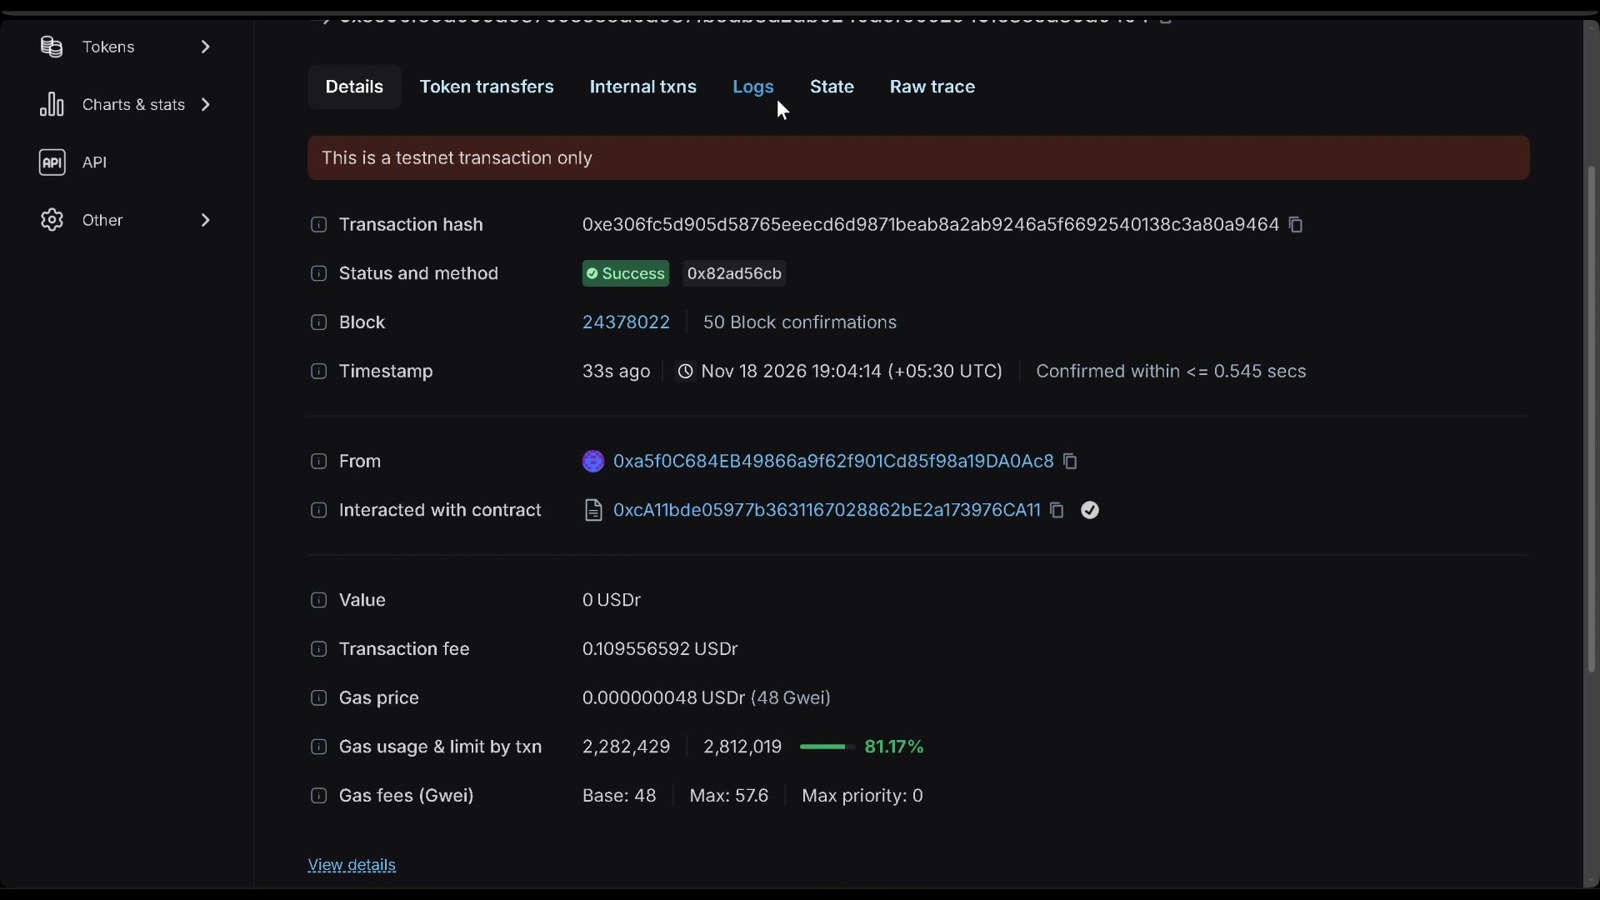 Tokens
Charts & stats
API
API
Other
Details Token transfers Internal txns Logs State Raw trace
This is a testnet transaction only
Transaction hash 0xe306fc5d905d58765eeecd6d9871beab8a2ab9246a5f6692540138c3a80a9464
Status and method Success 0x82ad56cb
Block 24378022 50 Block confirmations
Timestamp 33s ago Nov 18 2026 19:04:14 (+05:30 UTC) Confirmed within <= 0.545 secs
From 0xa5f0C684EB49866a9f62f901Cd85f98a19DA0Ac8
Interacted with contract 0xcA11bde05977b3631167028862bE2a173976CA11
Value 0 USDr
Transaction fee 0.109556592 USDr
Gas price 0.000000048 USDr (48 Gwei)
Gas usage & limit by txn 2,282,429 2,812,019 81.17%
Gas fees (Gwei) Base: 48 Max: 57.6 Max priority: 0
View details